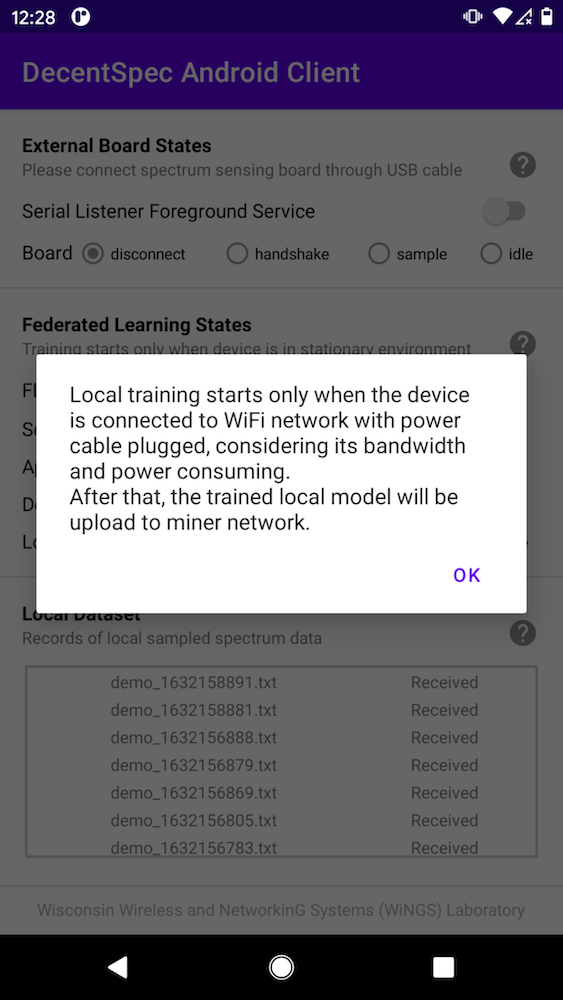 12:28
DecentSpec Android Client
External Board States
Please connect spectrum sensing board through USB cable
Serial Listener Foreground Service
Board disconnect handshake sample idle
Federated Learning States
Training starts only when device is in stationary environment
Local training starts only when the device
is connected to WiFi network with power
cable plugged, considering its bandwidth
and power consuming.
After that, the trained local model will be
upload to miner network.
OK
Local Dataset
Records of local sampled spectrum data
demo_1632158891.txt Received
demo_1632158881.txt Received
demo_1632156888.txt Received
demo_1632156879.txt Received
demo_1632156869.txt Received
demo_1632156805.txt Received
demo_1632156783.txt Received
Wisconsin Wireless and NetworkinG Systems (WiNGS) Laboratory